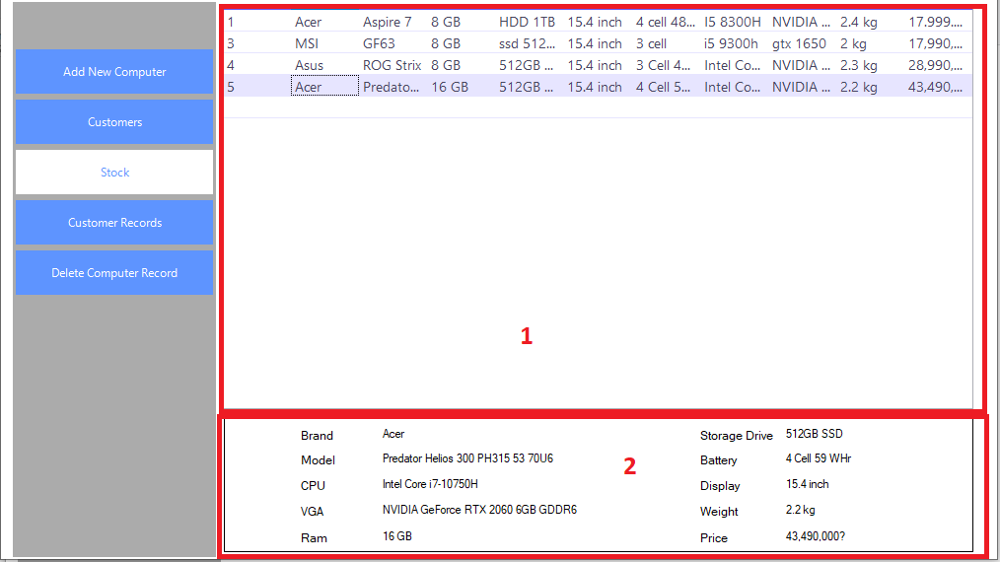 Add New Computer
Customers
Stock
Customer Records
Delete Computer Record
1 Acer Aspire 7 8 GB HDD 1TB 15.4 inch 4 cell 48... I5 8300H NVIDIA ... 2.4 kg 17.999....
3 MSI GF63 8 GB ssd 512... 15.4 inch 3 cell i5 9300h gtx 1650 2 kg 17,990,...
4 Asus ROG Strix 8 GB 512GB ... 15.4 inch 3 Cell 4... Intel Co... NVIDIA ... 2.3 kg 28,990,...
5 Acer Predato... 16 GB 512GB ... 15.4 inch 4 Cell 5... Intel Co... NVIDIA ... 2.2 kg 43,490,...
1
Brand Acer Storage Drive 512GB SSD
Model Predator Helios 300 PH315 53 70U6 2 Battery 4 Cell 59 WHr
CPU Intel Core i7-10750H Display 15.4 inch
VGA NVIDIA GeForce RTX 2060 6GB GDDR6 Weight 2.2 kg
Ram 16 GB Price 43,490,000?